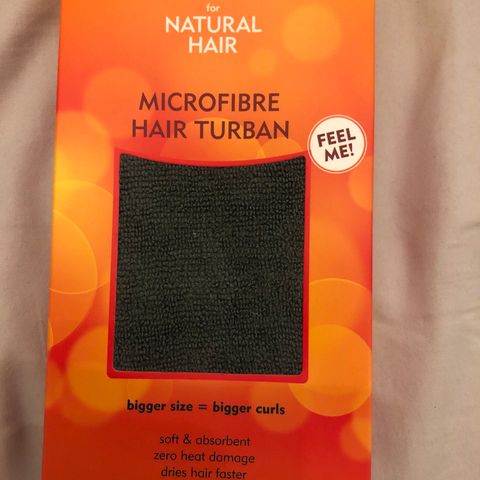 for
NATURAL
HAIR
MICROFIBRE
HAIR TURBAN
FEEL
ME!
bigger size = bigger curls
soft & absorbent
zero heat damage
dries hair faster